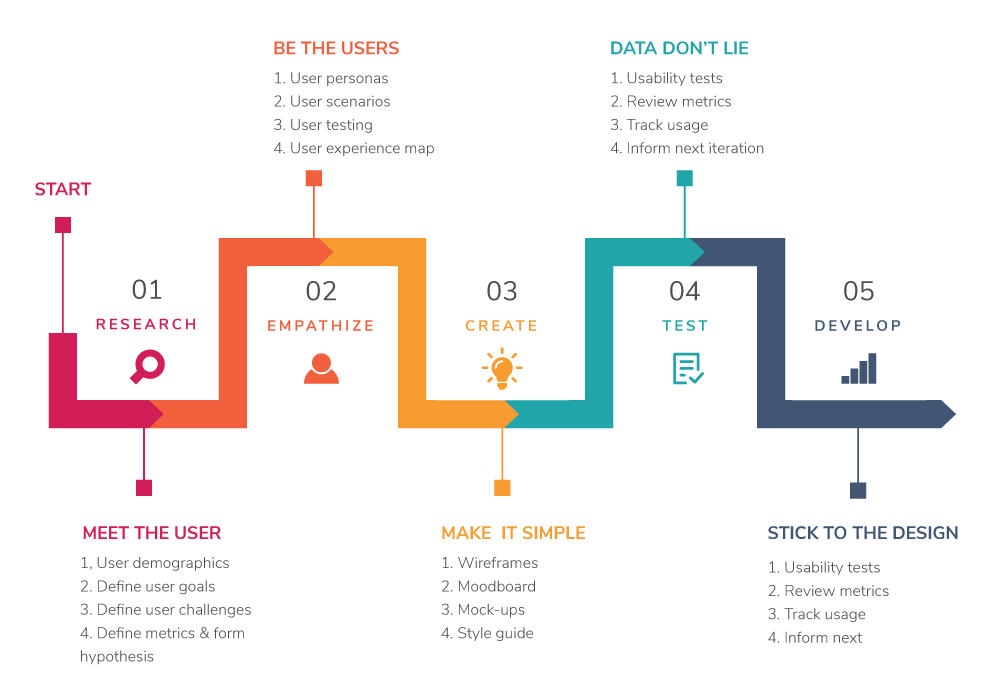 BE THE USERS
1. User personas
2. User scenarios
3. User testing
4. User experience map
DATA DON'T LIE
1. Usability tests
2. Review metrics
3. Track usage
4. Inform next iteration
START
01
RESEARCH
02
EMPATHIZE
03
CREATE
04
TEST
05
DEVELOP
MEET THE USER
1, User demographics
2. Define user goals
3. Define user challenges
4. Define metrics & form
hypothesis
MAKE  IT SIMPLE
1. Wireframes
2. Moodboard
3. Mock-ups
4. Style guide
STICK TO THE DESIGN
1. Usability tests
2. Review metrics
3. Track usage
4. Inform next